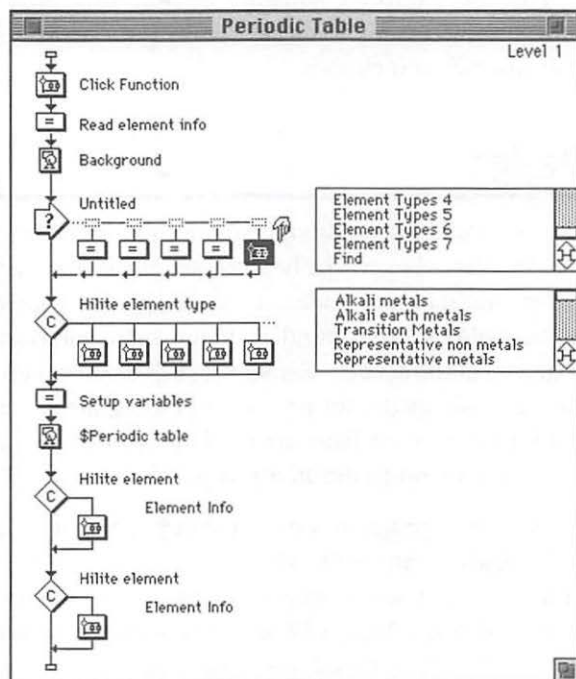 Periodic Table
Level 1
Click Function
=
Read element info
Background
Untitled
?
= = = =
Element Types 4
Element Types 5
Element Types 6
Element Types 7
Find
Hilite element type
C
Alkali metals
Alkali earth metals
Transition Metals
Representative non metals
Representative metals
=
Setup variables
$Periodic table
Hilite element
C
Element Info
Hilite element
C
Element Info